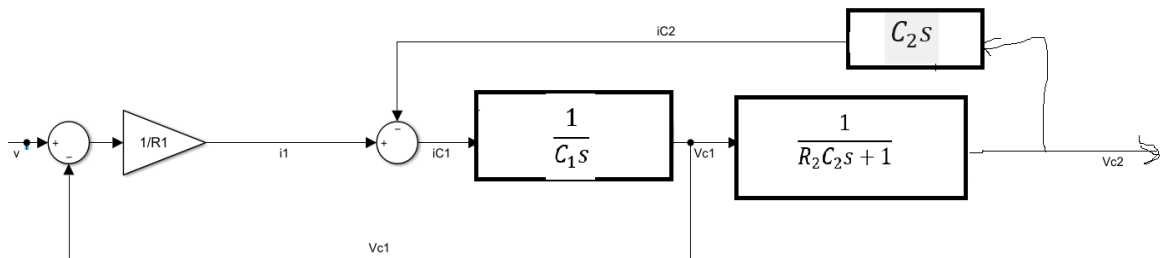 iC2
C₂s
v
+
−
1/R1
i1
+
−
iC1
1/(C₁s)
Vc1
1/(R₂C₂s + 1)
Vc2
Vc1